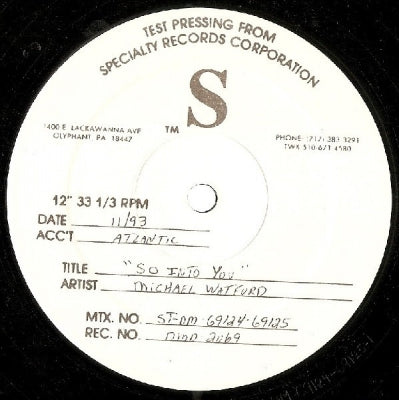 TEST PRESSING FROM
SPECIALTY RECORDS CORPORATION
S
TM
1400 E. LACKAWANNA AVE
OLYPHANT, PA. 18447
PHONE: (717) 383-3291
TWX 510-671-4580
12" 33 1/3 RPM
DATE 11/93
ACC'T ATLANTIC
TITLE "SO INTO YOU"
ARTIST MICHAEL WATFORD
MTX. NO. ST-DM-69124-69125
REC. NO. DMD 2069